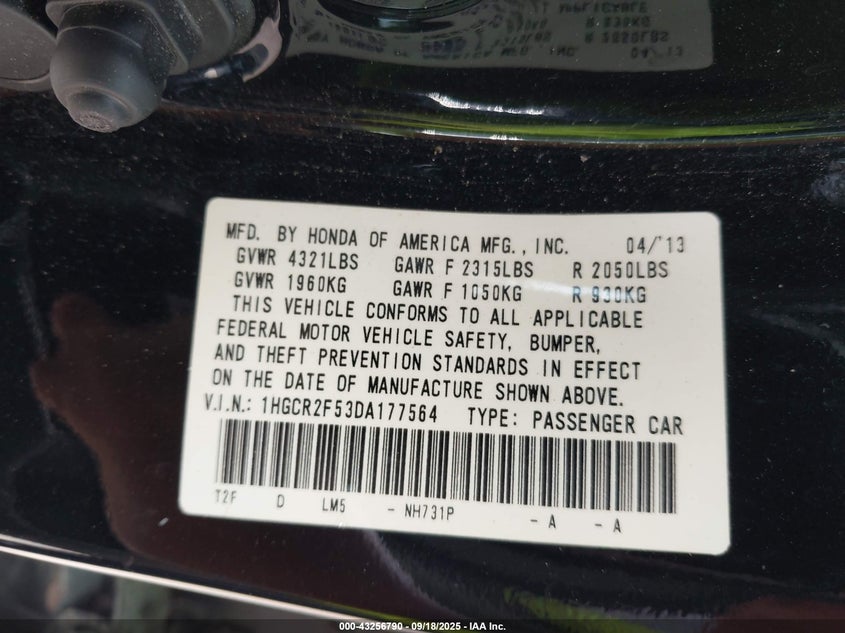 MFD. BY HONDA OF AMERICA MFG., INC. 04/'13
GVWR 4321LBS GAWR F 2315LBS R 2050LBS
GVWR 1960KG GAWR F 1050KG R 930KG
THIS VEHICLE CONFORMS TO ALL APPLICABLE
FEDERAL MOTOR VEHICLE SAFETY, BUMPER,
AND THEFT PREVENTION STANDARDS IN EFFECT
ON THE DATE OF MANUFACTURE SHOWN ABOVE.
V.I.N.: 1HGCR2F53DA177564 TYPE: PASSENGER CAR
T2F D LM5 - NH731P - A - A
000-43256790 - 09/18/2025 - IAA Inc.